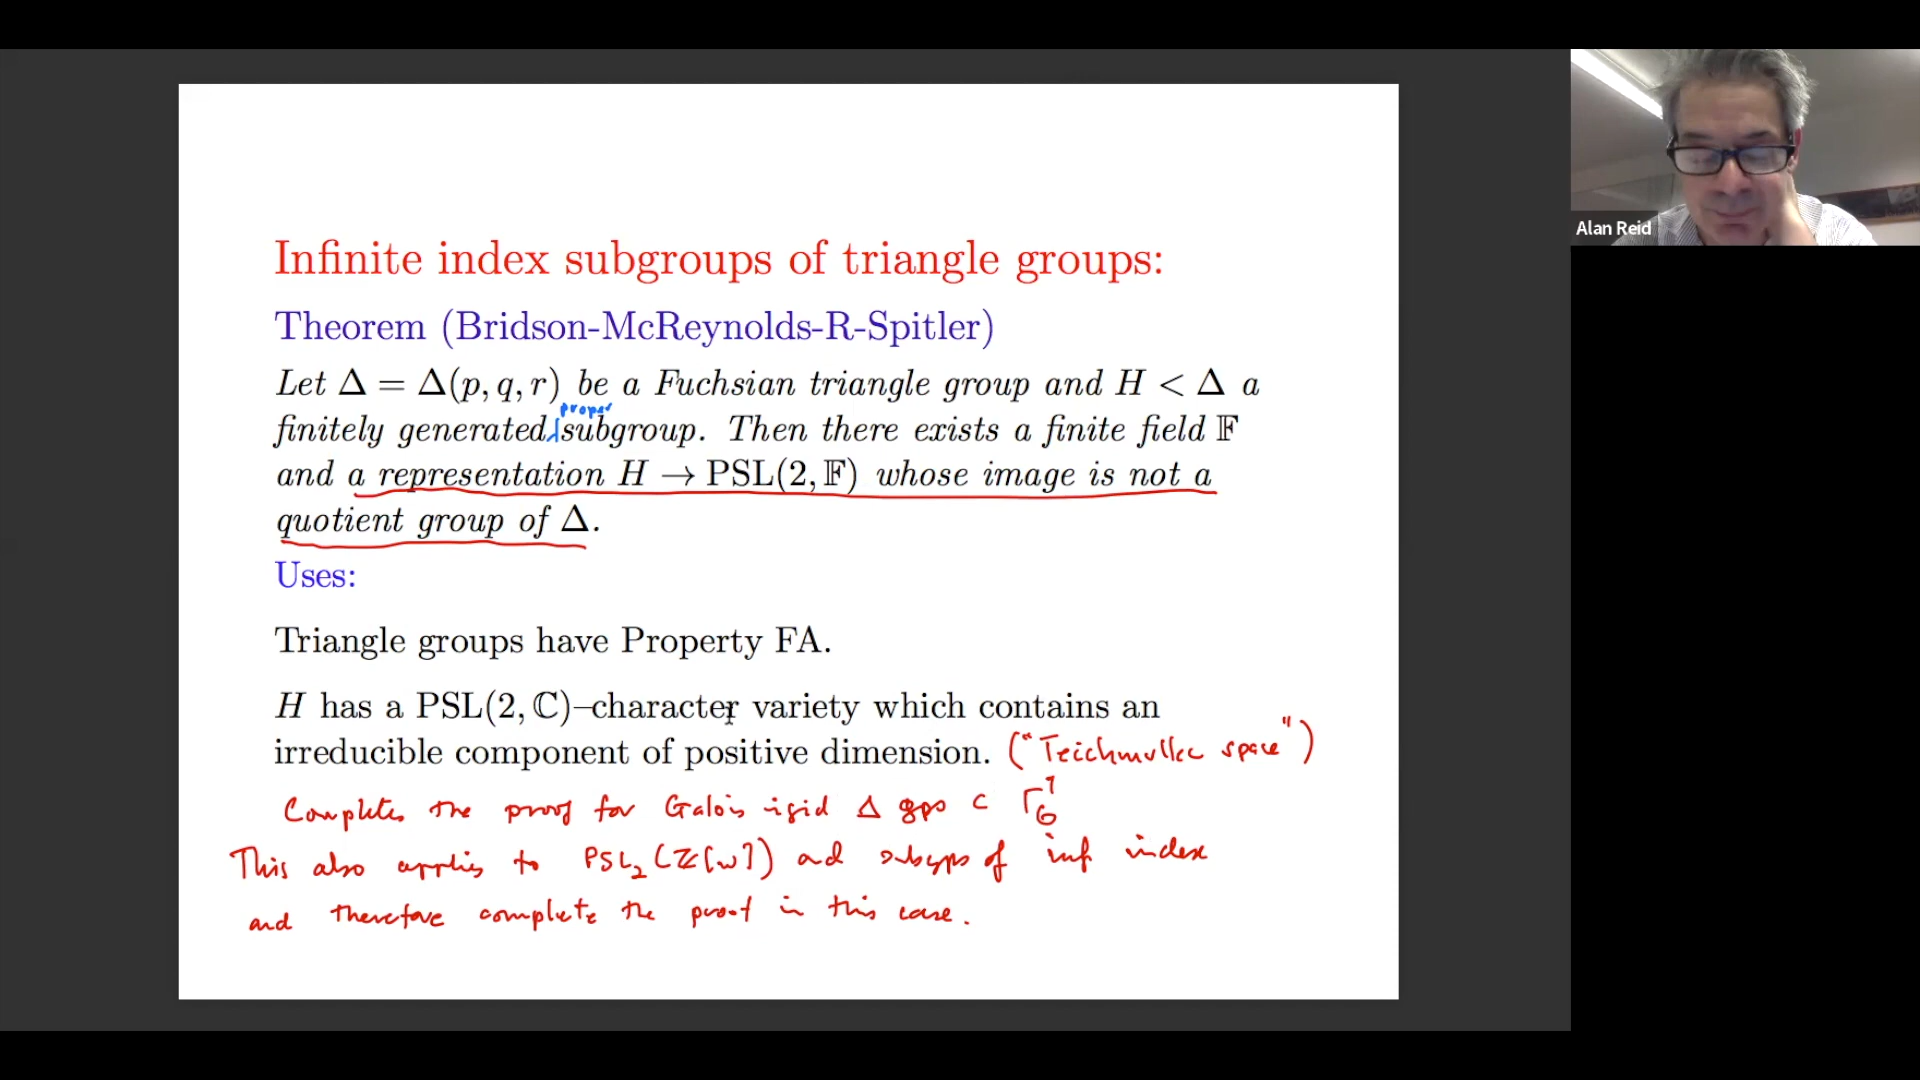 Infinite index subgroups of triangle groups:
Theorem (Bridson-McReynolds-R-Spitler)
Let Δ = Δ(p, q, r) be a Fuchsian triangle group and H < Δ a
proper
finitely generated subgroup. Then there exists a finite field 𝔽
and a representation H → PSL(2, 𝔽) whose image is not a
quotient group of Δ.
Uses:
Triangle groups have Property FA.
H has a PSL(2, ℂ)–character variety which contains an
irreducible component of positive dimension. ("Teichmuller space")
Completes the proof for Galois rigid Δ gps ⊂
This also applies to PSL₂(ℤ[ω]) and subgps of inf index
and therefore complete the proof in this case.
Alan Reid